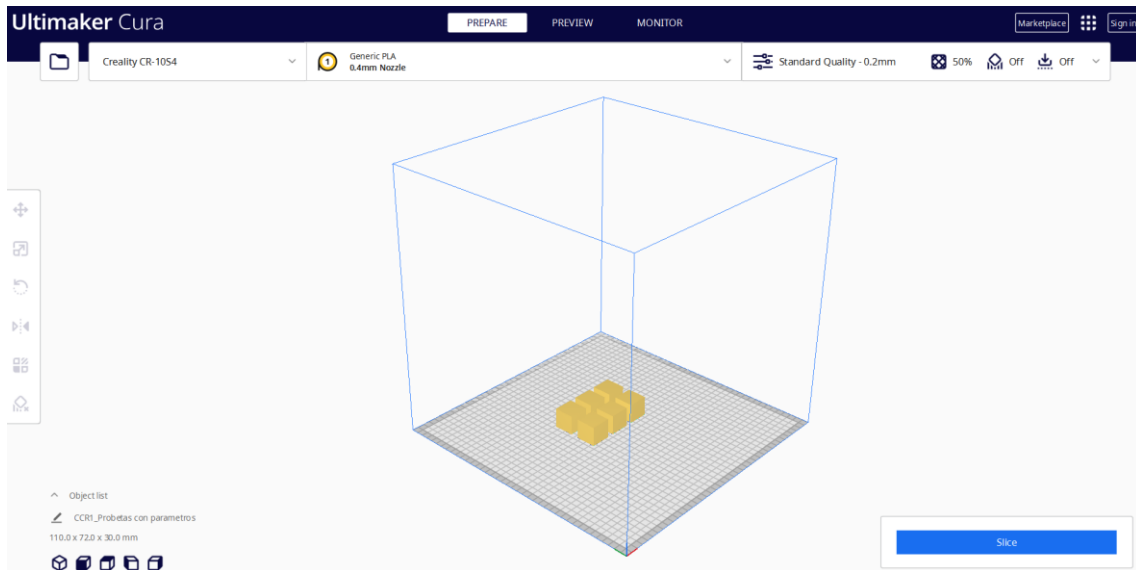 Ultimaker Cura
PREPARE PREVIEW MONITOR
Marketplace
Sign in
Creality CR-10S4
1
Generic PLA
0.4mm Nozzle
Standard Quality - 0.2mm
50%
Off
Off
Object list
CCR1_Probetas con parametros
110.0 x 72.0 x 30.0 mm
Slice